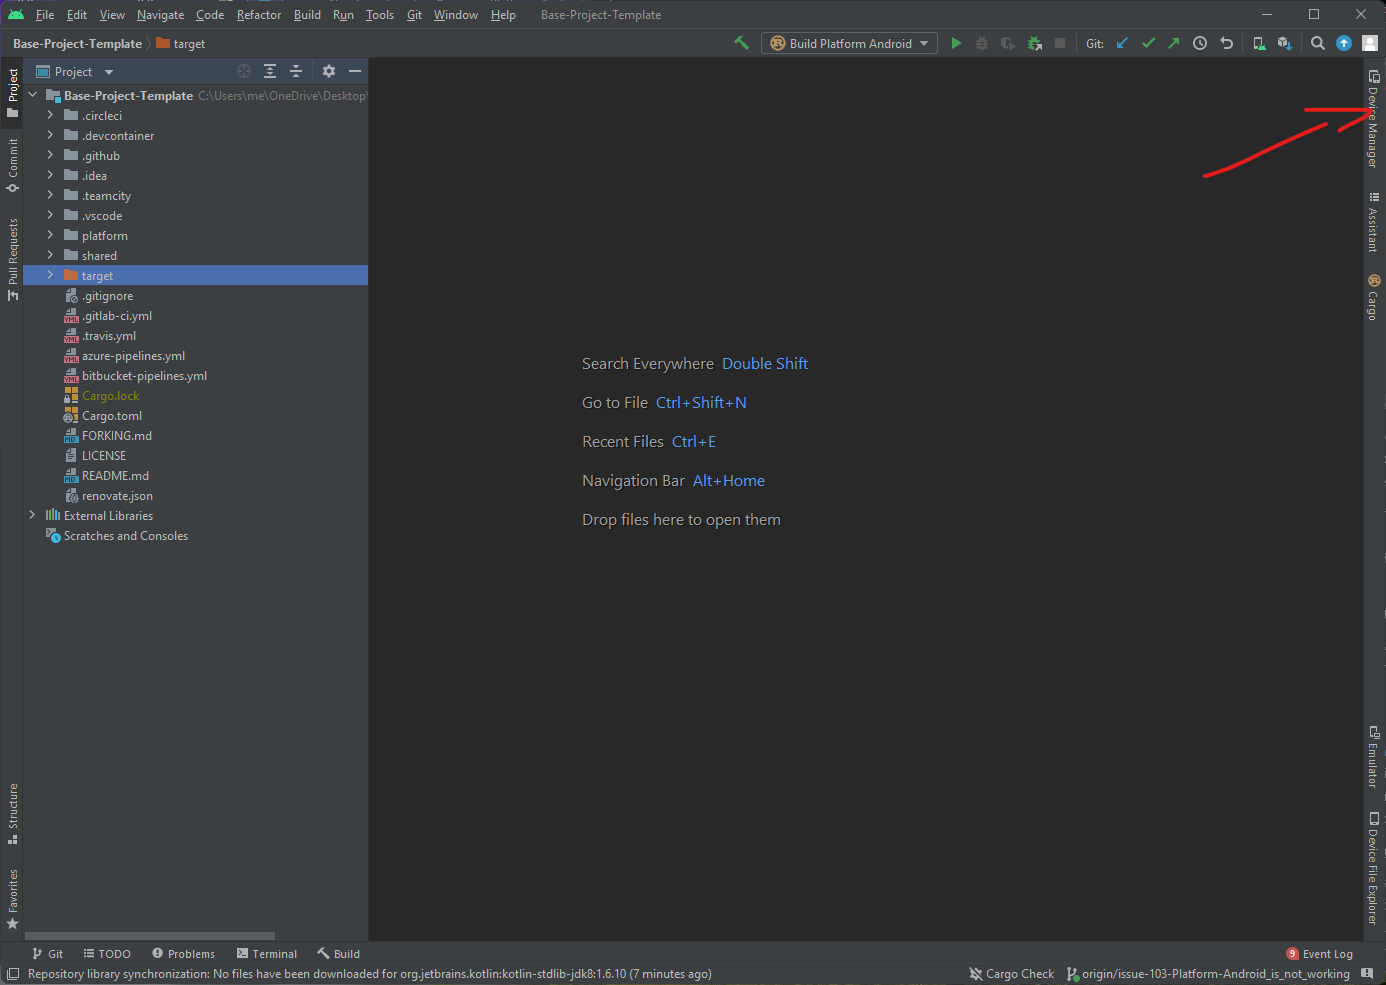 File Edit View Navigate Code Refactor Build Run Tools Git Window Help Base-Project-Template
Base-Project-Template target
Build Platform Android
Git:
Project
Project
Commit
Pull Requests
Structure
Favorites
Base-Project-Template C:\Users\me\OneDrive\Desktop\
.circleci
.devcontainer
.github
.idea
.teamcity
.vscode
platform
shared
target
.gitignore
.gitlab-ci.yml
.travis.yml
azure-pipelines.yml
bitbucket-pipelines.yml
Cargo.lock
Cargo.toml
FORKING.md
LICENSE
README.md
renovate.json
External Libraries
Scratches and Consoles
Search Everywhere Double Shift
Go to File Ctrl+Shift+N
Recent Files Ctrl+E
Navigation Bar Alt+Home
Drop files here to open them
Device Manager
Assistant
Cargo
Emulator
Device File Explorer
Git TODO Problems Terminal Build 9 Event Log
Repository library synchronization: No files have been downloaded for org.jetbrains.kotlin:kotlin-stdlib-jdk8:1.6.10 (7 minutes ago) Cargo Check origin/issue-103-Platform-Android_is_not_working